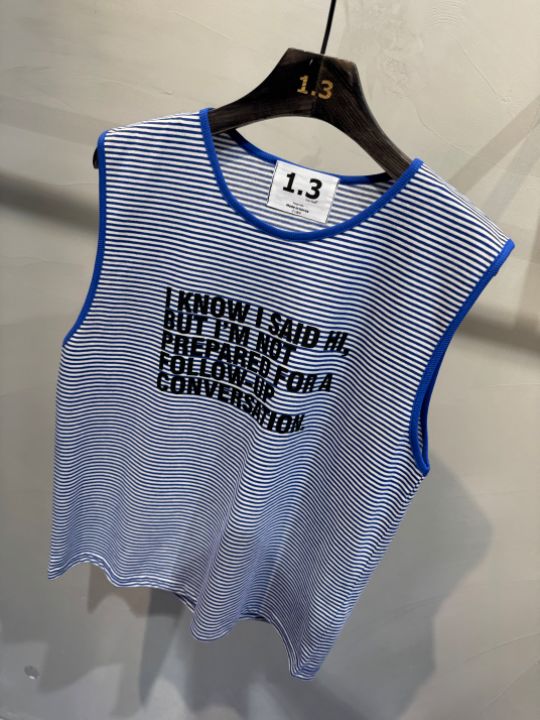 1.3
1.3
I KNOW I SAID HI,
BUT I'M NOT
PREPARED FOR A
FOLLOW-UP
CONVERSATION.